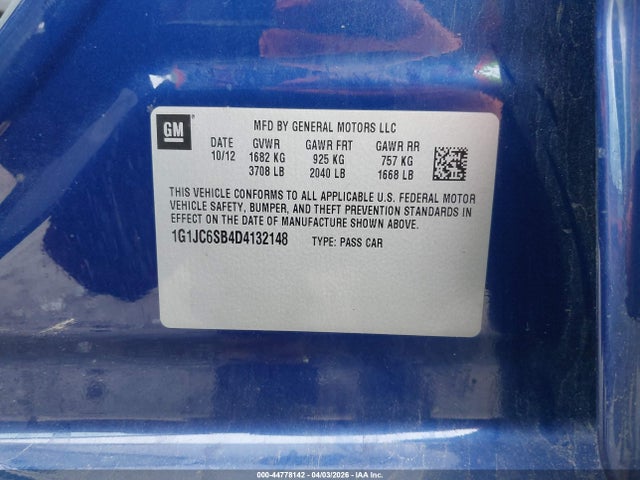 GM
MFD BY GENERAL MOTORS LLC
DATE GVWR GAWR FRT GAWR RR
10/12 1682 KG 925 KG 757 KG
3708 LB 2040 LB 1668 LB
THIS VEHICLE CONFORMS TO ALL APPLICABLE U.S. FEDERAL MOTOR
VEHICLE SAFETY, BUMPER, AND THEFT PREVENTION STANDARDS IN
EFFECT ON THE DATE OF MANUFACTURE SHOWN ABOVE.
1G1JC6SB4D4132148 TYPE: PASS CAR
000-44778142 - 04/03/2026 - IAA Inc.